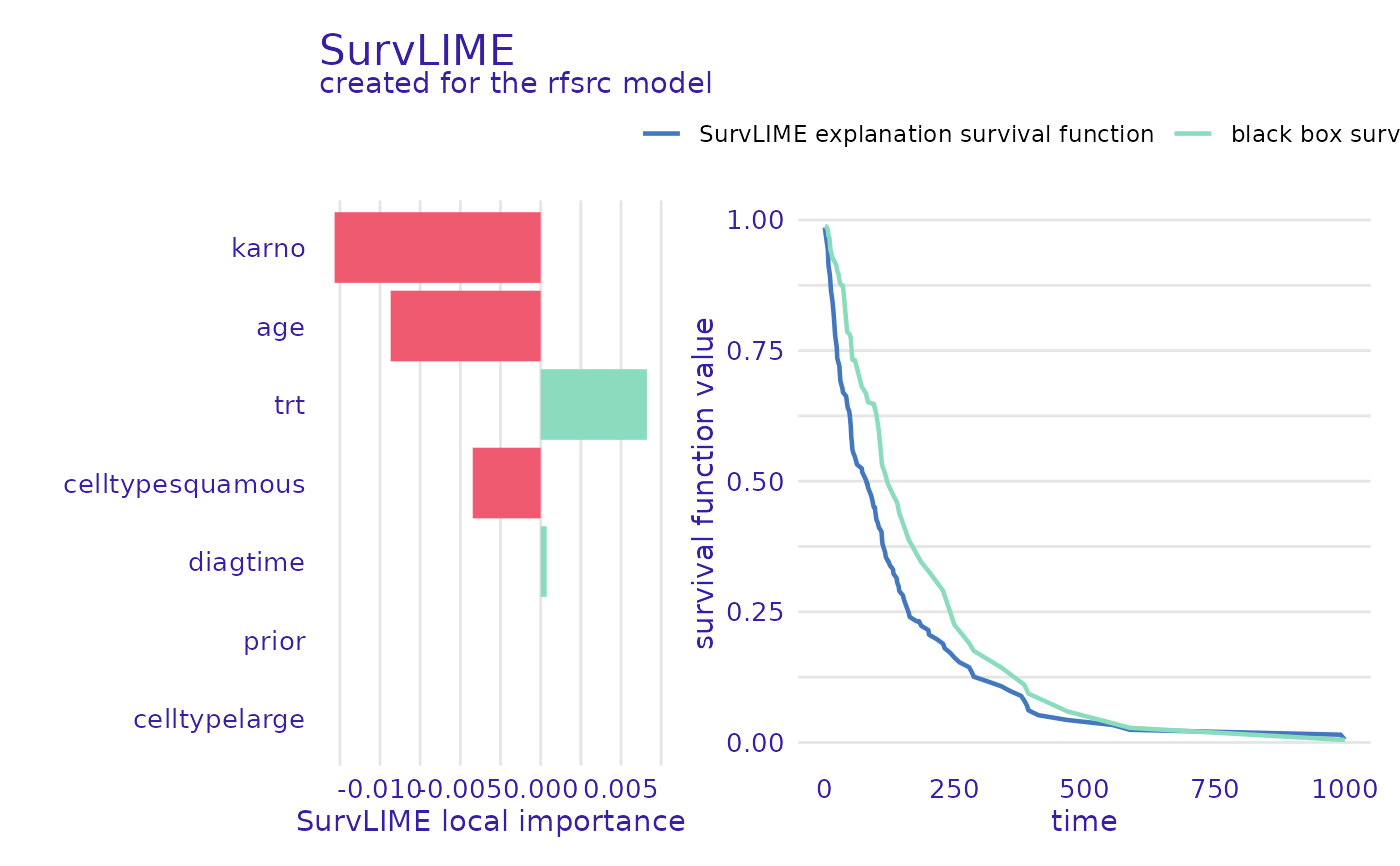 SurvLIME
created for the rfsrc model
SurvLIME explanation survival function
black box surv
karno
age
trt
celltypesquamous
diagtime
prior
celltypelarge
-0.010 -0.005 0.000 0.005
SurvLIME local importance
survival function value
1.00
0.75
0.50
0.25
0.00
0 250 500 750 1000
time